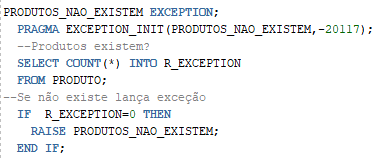 PRODUTOS_NAO_EXISTEM EXCEPTION;
PRAGMA EXCEPTION_INIT(PRODUTOS_NAO_EXISTEM,-20117);
--Produtos existem?
SELECT COUNT(*) INTO R_EXCEPTION
FROM PRODUTO;
--Se não existe lança exceção
IF R_EXCEPTION=0 THEN
RAISE PRODUTOS_NAO_EXISTEM;
END IF;